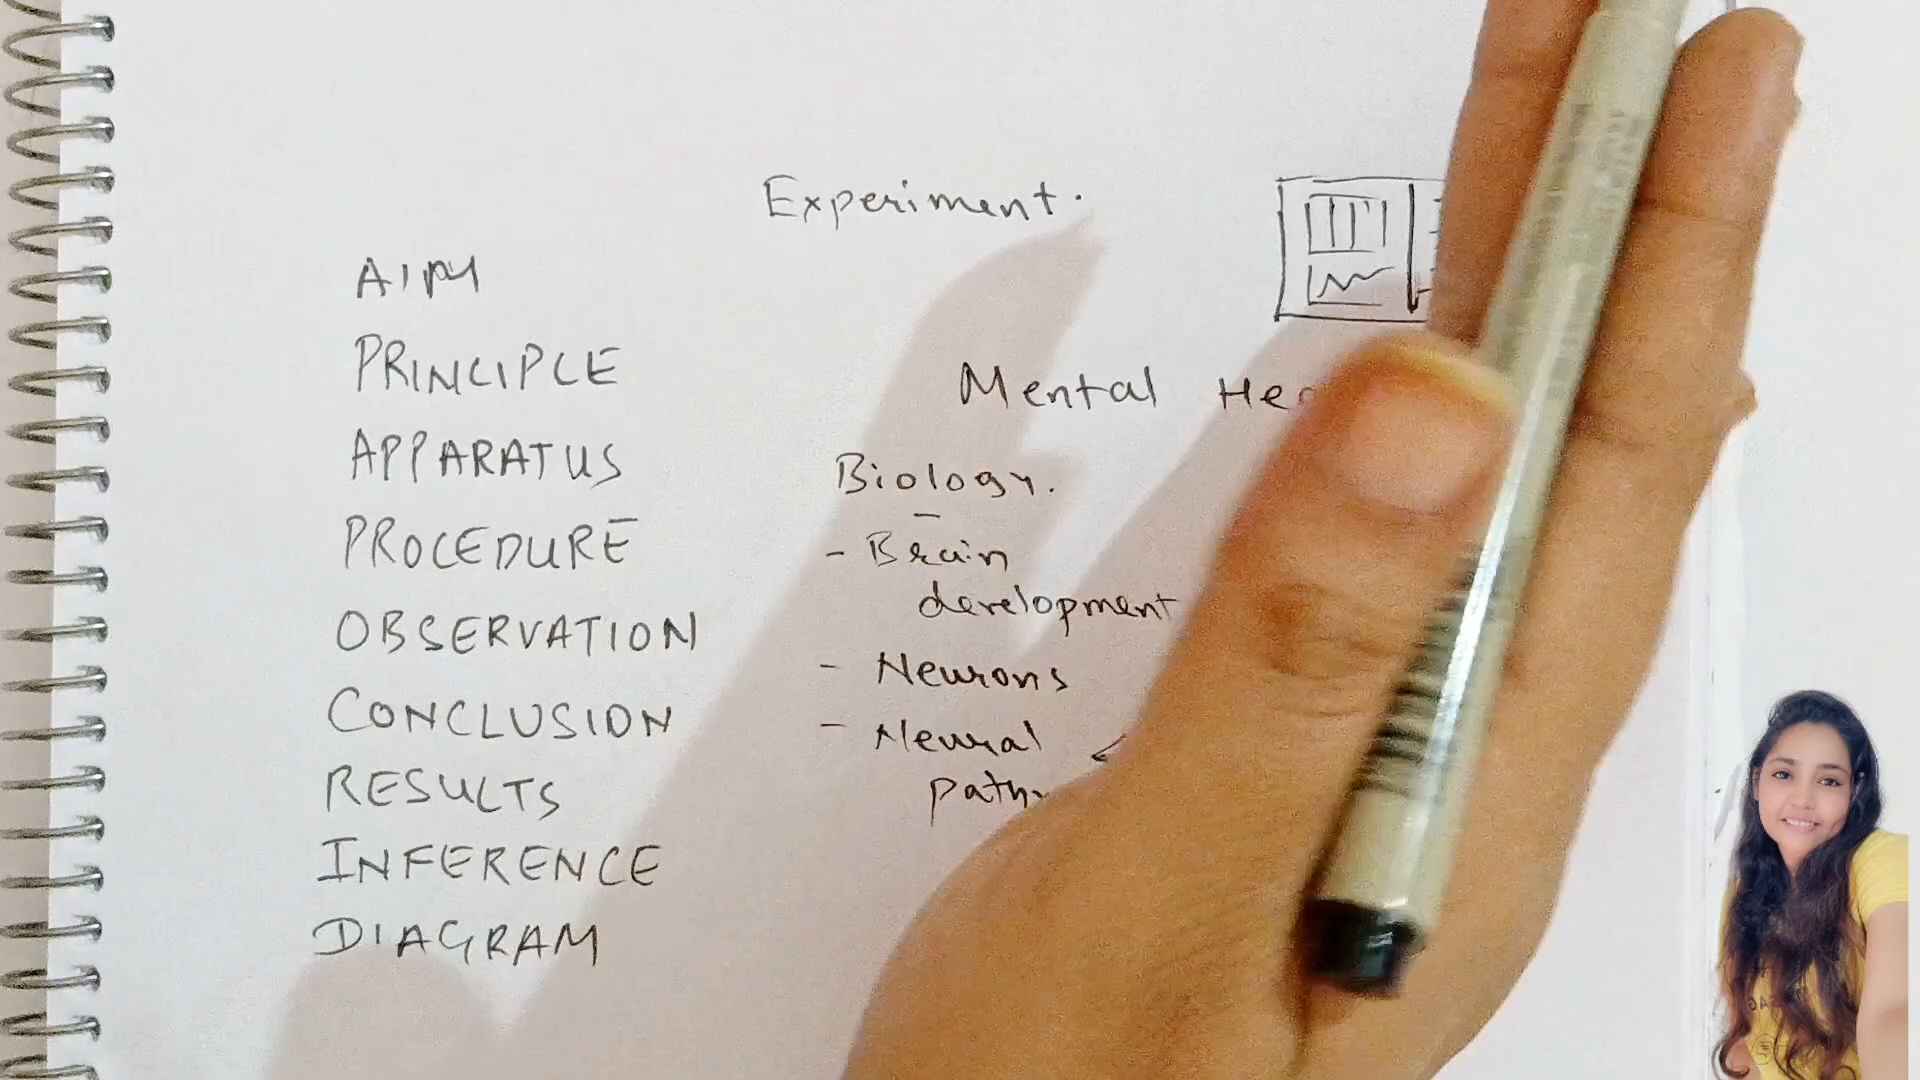 Experiment.
AIM
PRINCIPLE
APPARATUS
PROCEDURE
OBSERVATION
CONCLUSION
RESULTS
INFERENCE
DIAGRAM
Mental
Biology.
- Brain
development
- Neurons
- Neural